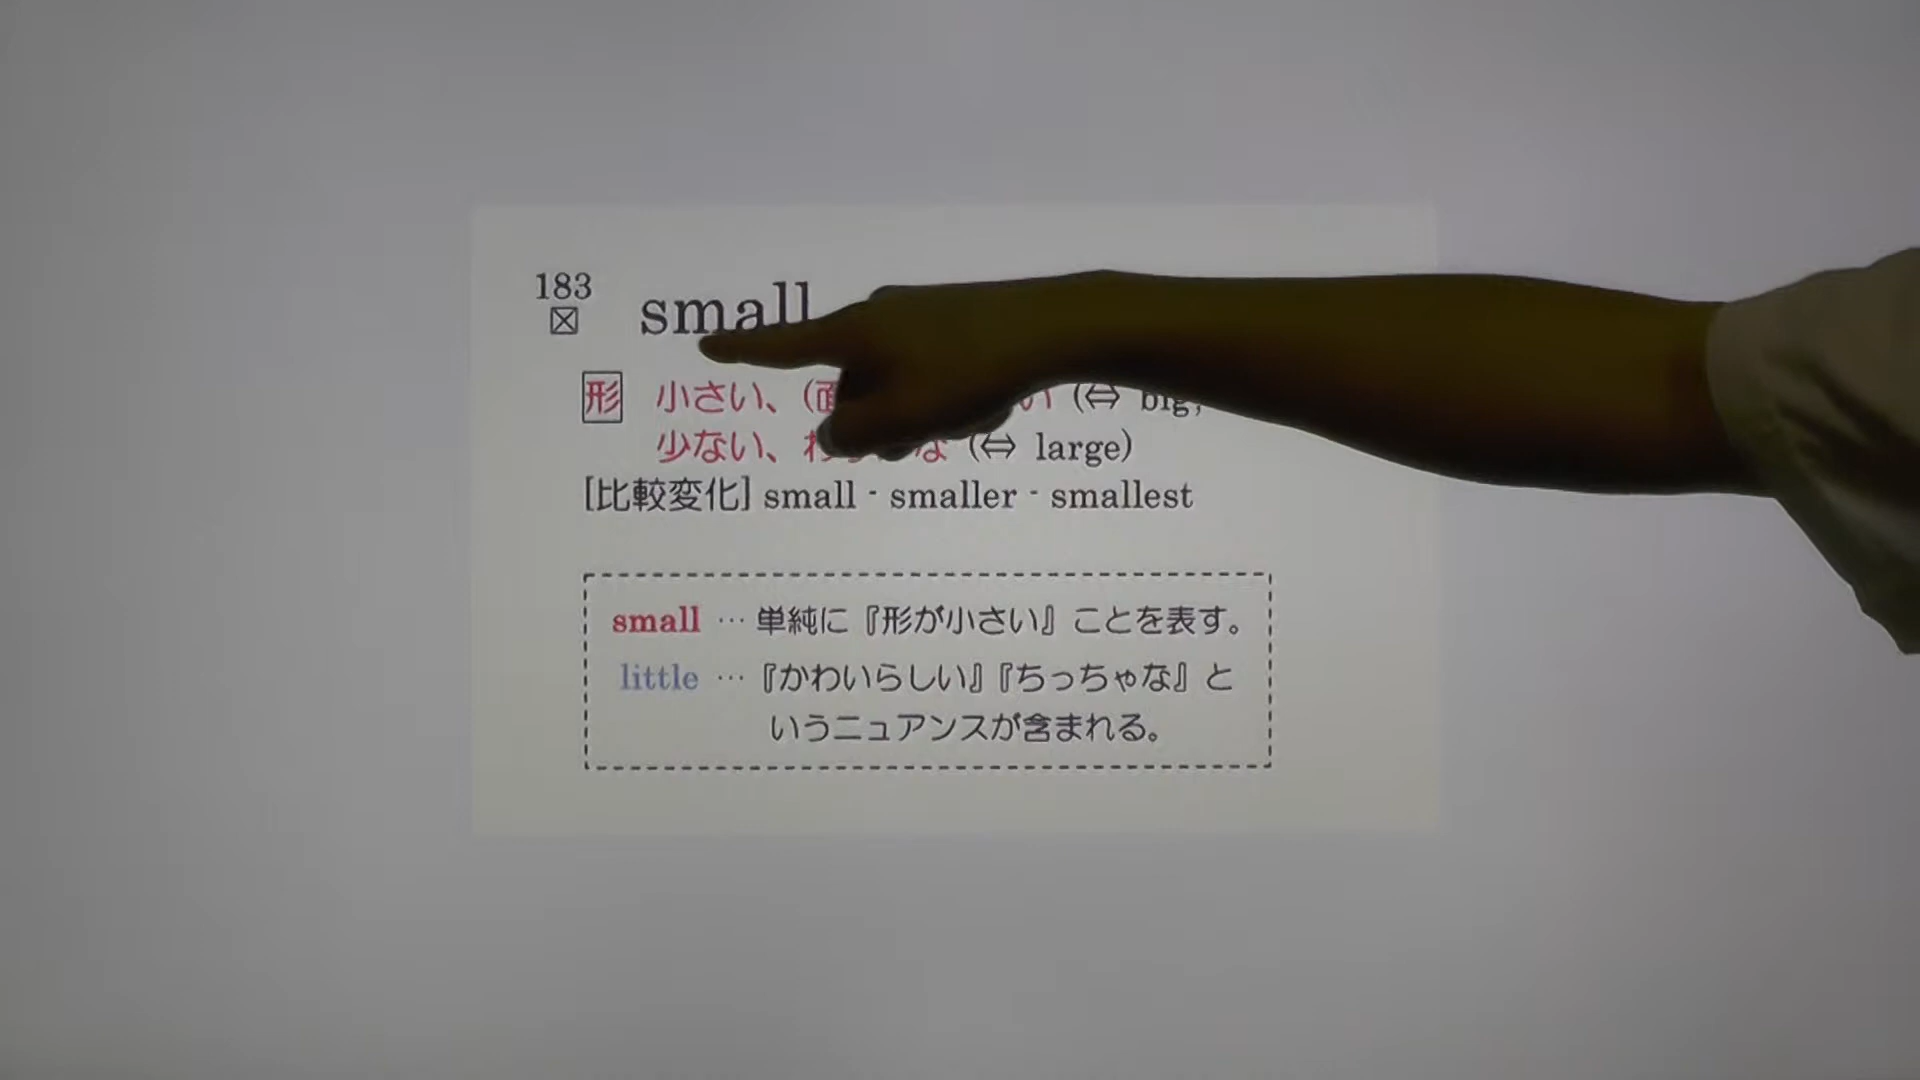 183
☒ small
形 小さい、(面 い (⇔ big,
少ない、わ な (⇔ large)
[比較変化] small - smaller - smallest
small … 単純に『形が小さい』ことを表す。
little … 『かわいらしい』『ちっちゃな』と
いうニュアンスが含まれる。